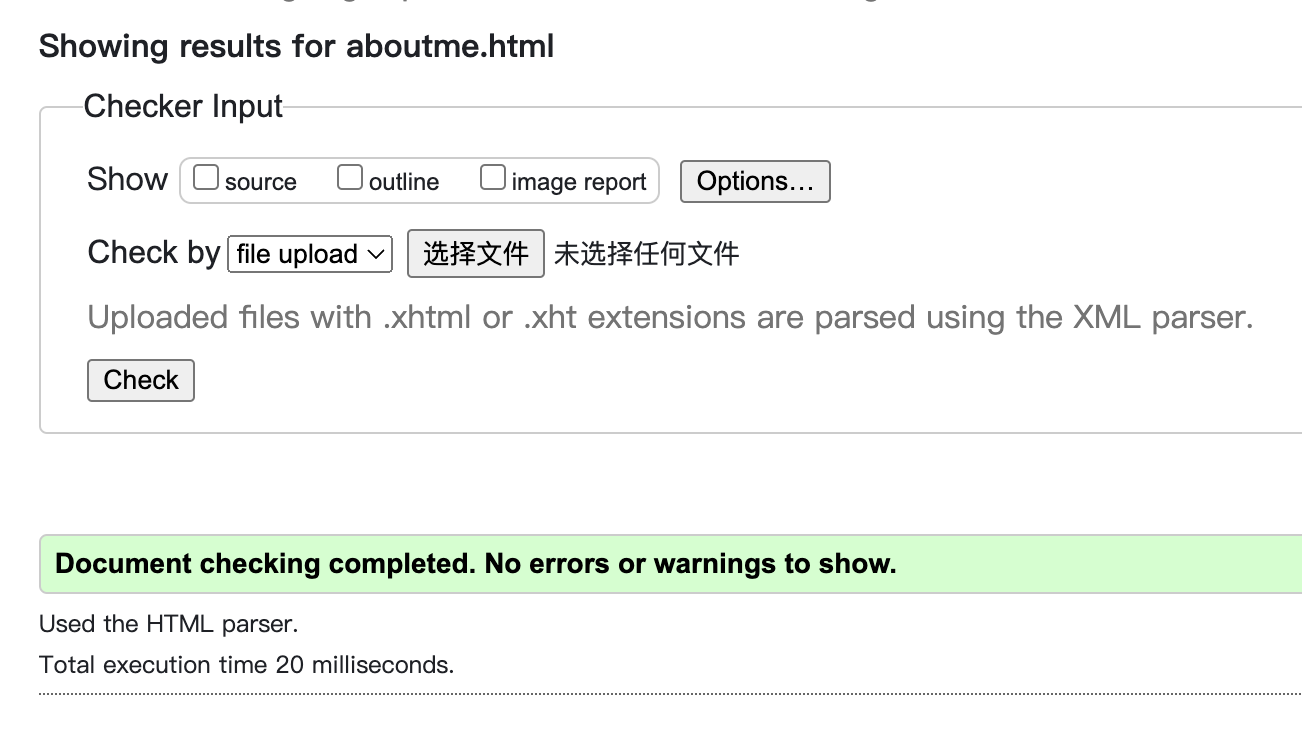 Showing results for aboutme.html
Checker Input
Show source outline image report Options...
Check by file upload 选择文件 未选择任何文件
Uploaded files with .xhtml or .xht extensions are parsed using the XML parser.
Check
Document checking completed. No errors or warnings to show.
Used the HTML parser.
Total execution time 20 milliseconds.